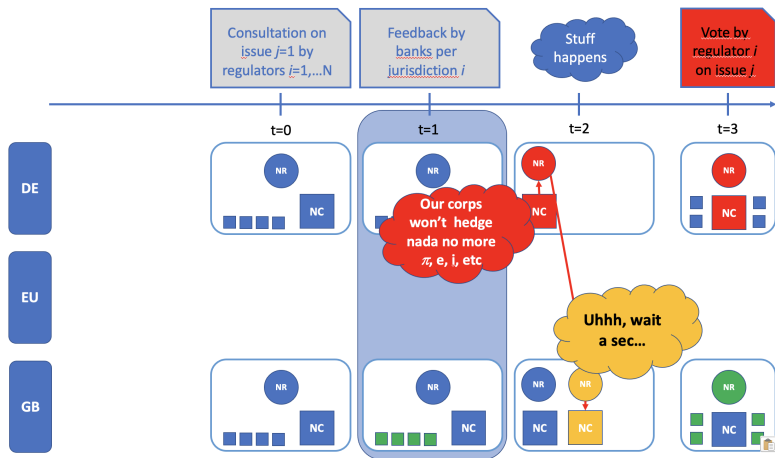 Consultation on
issue j=1 by
regulators i=1,...N
Feedback by
banks per
jurisdiction i
Stuff
happens
Vote by
regulator i
on issue j
t=0
t=1
t=2
t=3
DE
NR
NC
NR
NR
NC
NR
NC
Our corps
won't hedge
nada no more
π, e, i, etc
EU
Uhhh, wait
a sec...
GB
NR
NC
NR
NC
NR
NR
NC
NC
NR
NC